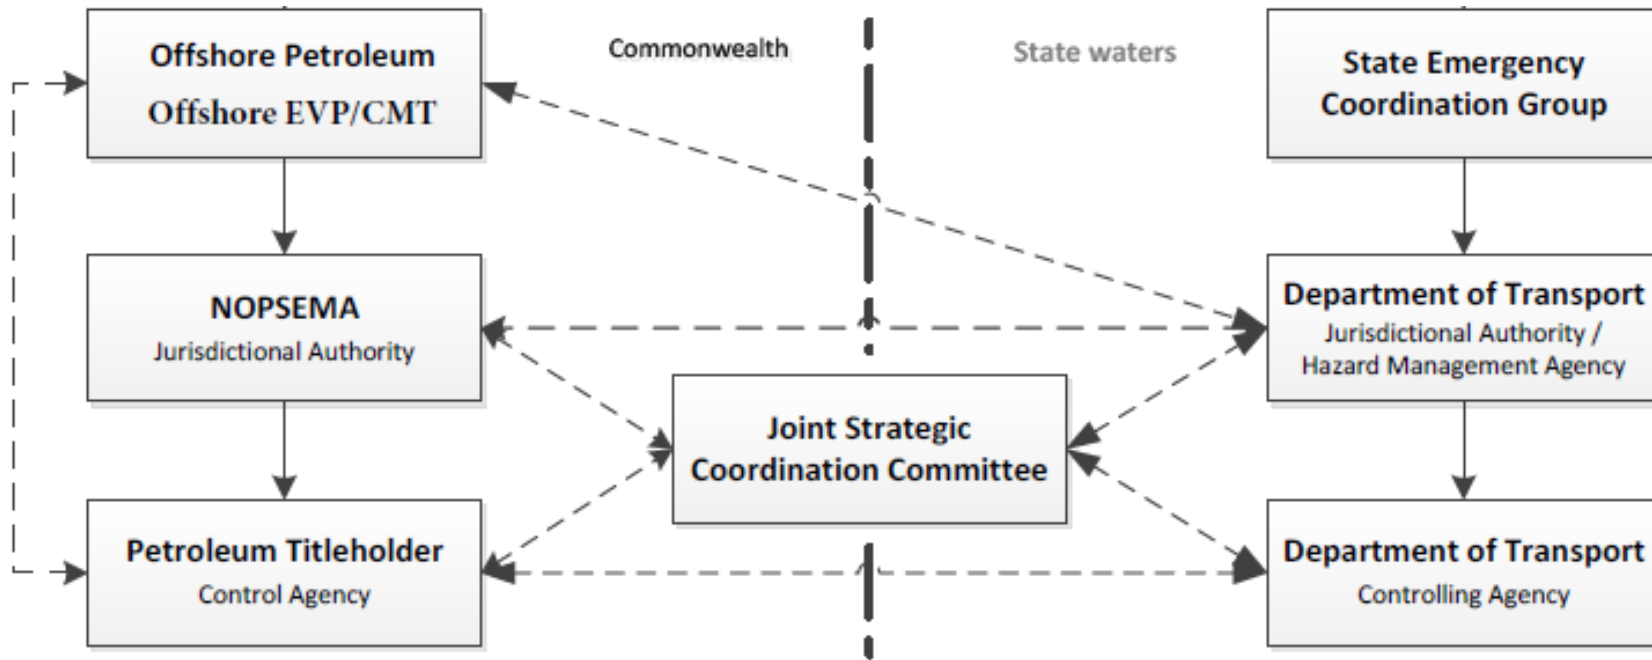 Offshore Petroleum
Offshore EVP/CMT
Commonwealth
State waters
State Emergency
Coordination Group
NOPSEMA
Jurisdictional Authority
Department of Transport
Jurisdictional Authority /
Hazard Management Agency
Joint Strategic
Coordination Committee
Petroleum Titleholder
Control Agency
Department of Transport
Controlling Agency